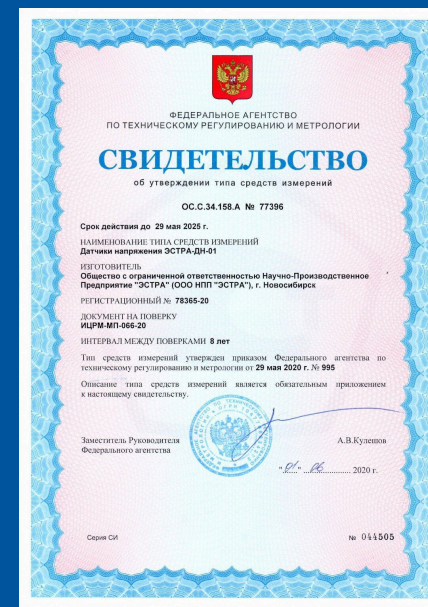 ФЕДЕРАЛЬНОЕ АГЕНТСТВО
ПО ТЕХНИЧЕСКОМУ РЕГУЛИРОВАНИЮ И МЕТРОЛОГИИ
СВИДЕТЕЛЬСТВО
об утверждении типа средств измерений
ОС.C.34.158.A № 77396
Срок действия до 29 мая 2025 г.
НАИМЕНОВАНИЕ ТИПА СРЕДСТВ ИЗМЕРЕНИЙ
Датчики напряжения ЭСТРА-ДН-01
ИЗГОТОВИТЕЛЬ
Общество с ограниченной ответственностью Научно-Производственное
Предприятие "ЭСТРА" (ООО НПП "ЭСТРА"), г. Новосибирск
РЕГИСТРАЦИОННЫЙ № 78365-20
ДОКУМЕНТ НА ПОВЕРКУ
ИЦРМ-МП-066-20
ИНТЕРВАЛ МЕЖДУ ПОВЕРКАМИ 8 лет
Тип средств измерений утвержден приказом Федерального агентства по
техническому регулированию и метрологии от 29 мая 2020 г. № 995
Описание типа средств измерений является обязательным приложением
к настоящему свидетельству.
Заместитель Руководителя
Федерального агентства
А.В.Кулешов
"01" 06 2020 г.
Серия СИ
№ 044505